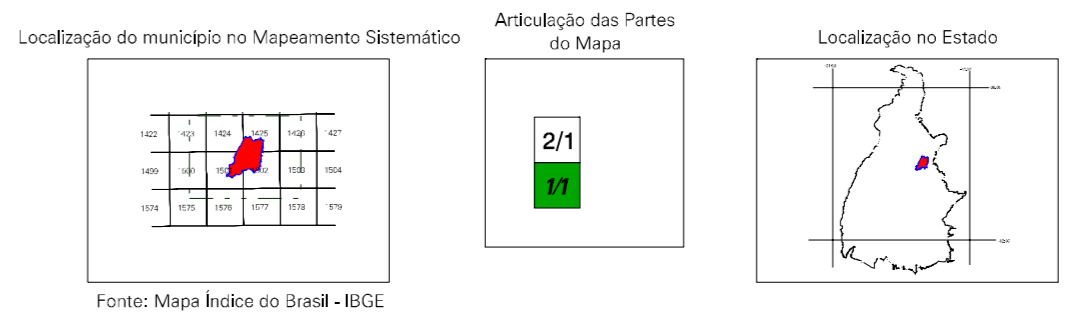 Articulação das Partes
Localização do município no Mapeamento Sistemático
do Mapa
Localização no Estado
2/1
1/1
1422 1423 1424 1425 1426 1427
1499 1500 1503 1504
1574 1575 1576 1577 1578 1579
Fonte: Mapa Índice do Brasil - IBGE